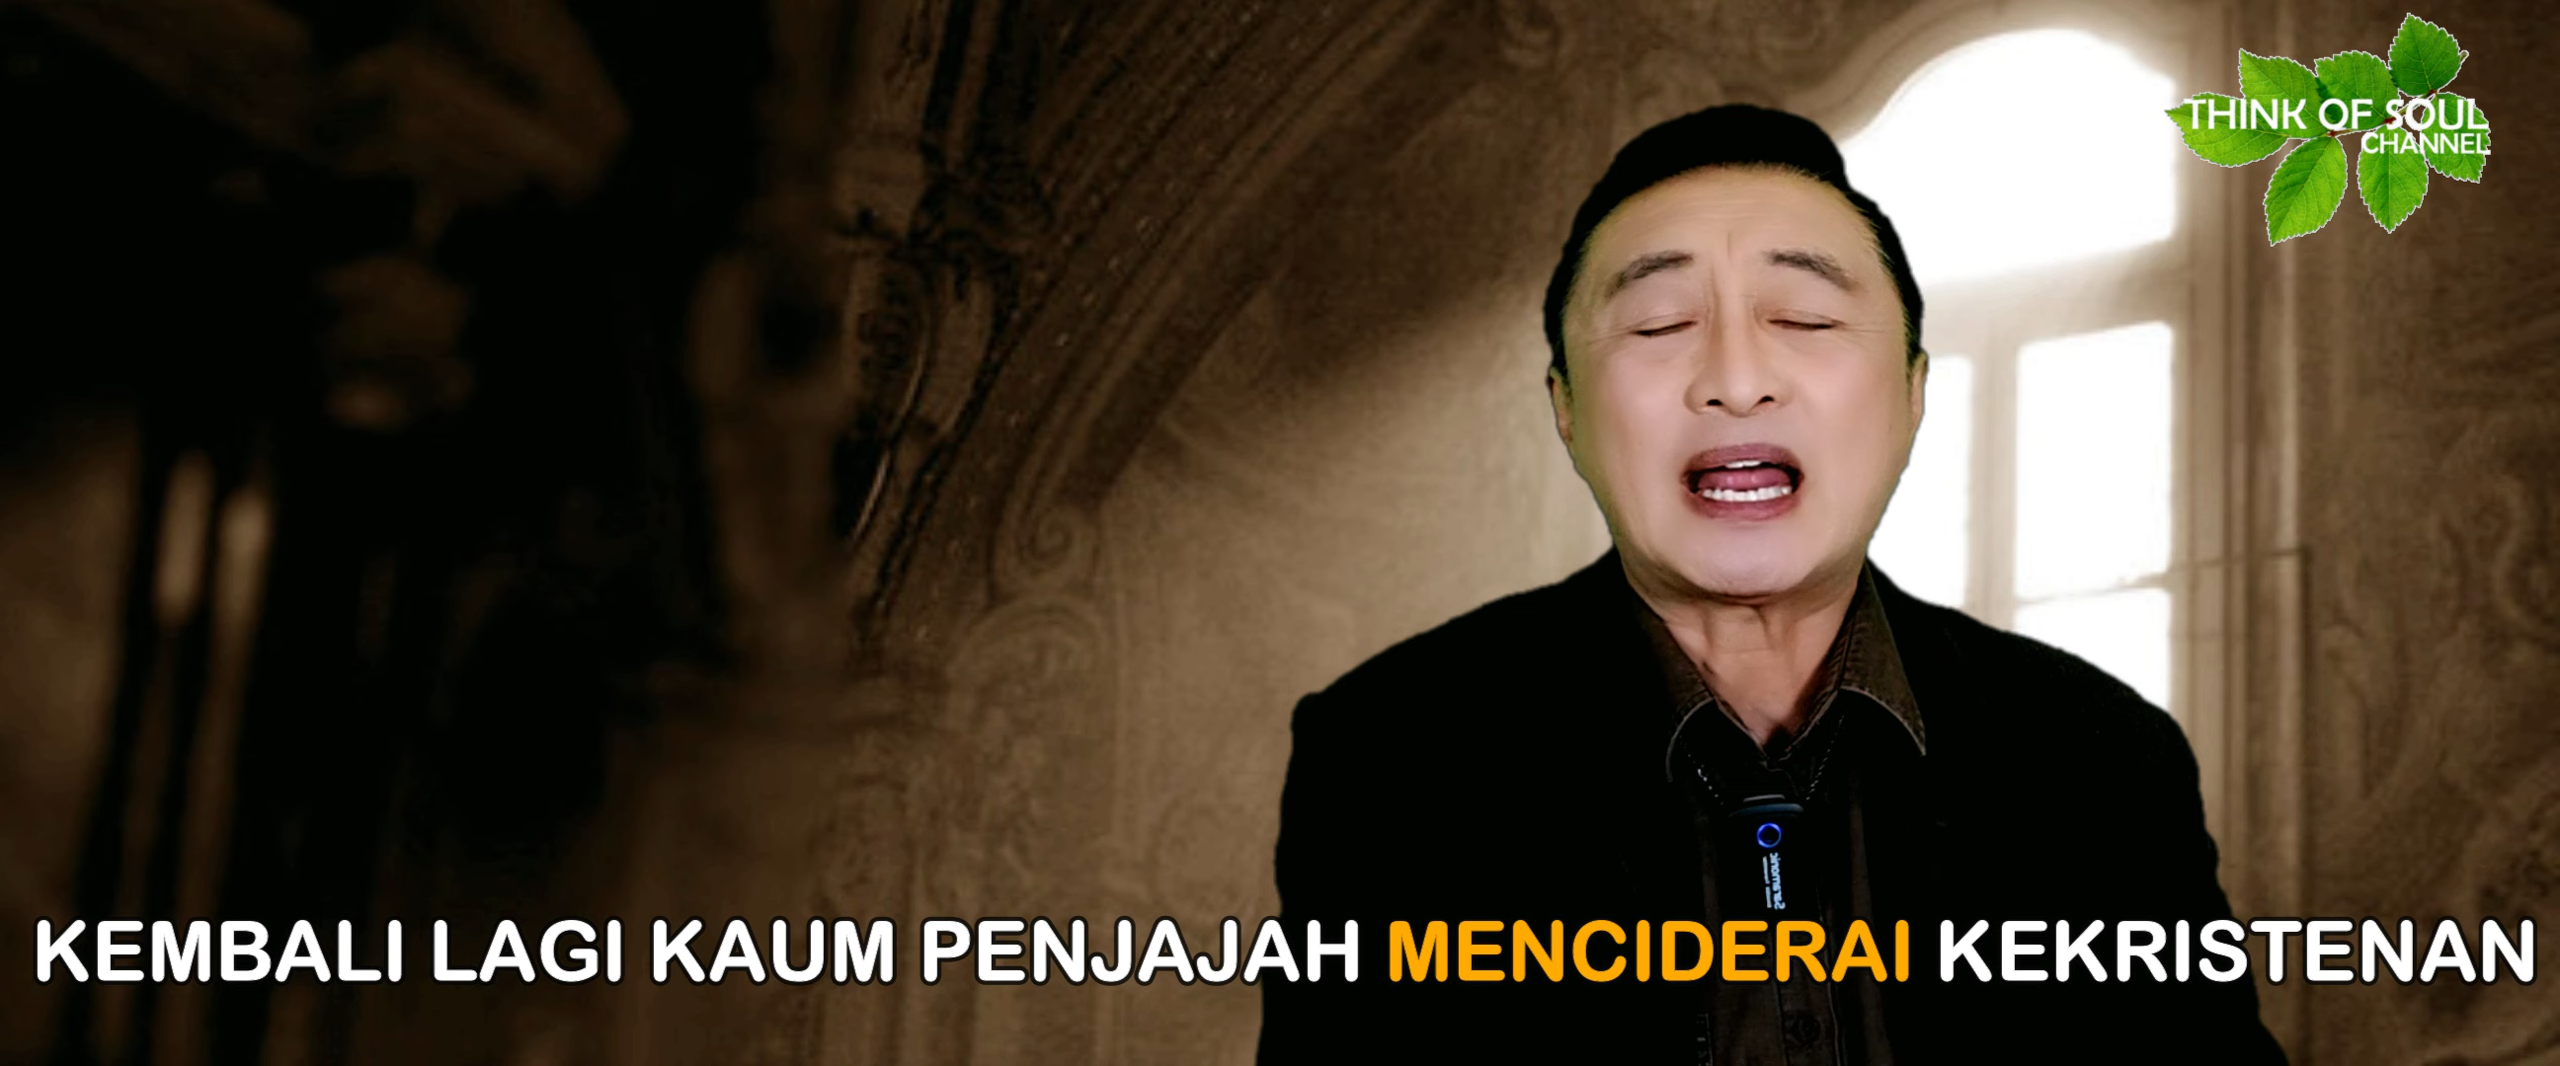 THINK OF SOUL
CHANNEL
KEMBALI LAGI KAUM PENJAJAH MENCIDERAI KEKRISTENAN